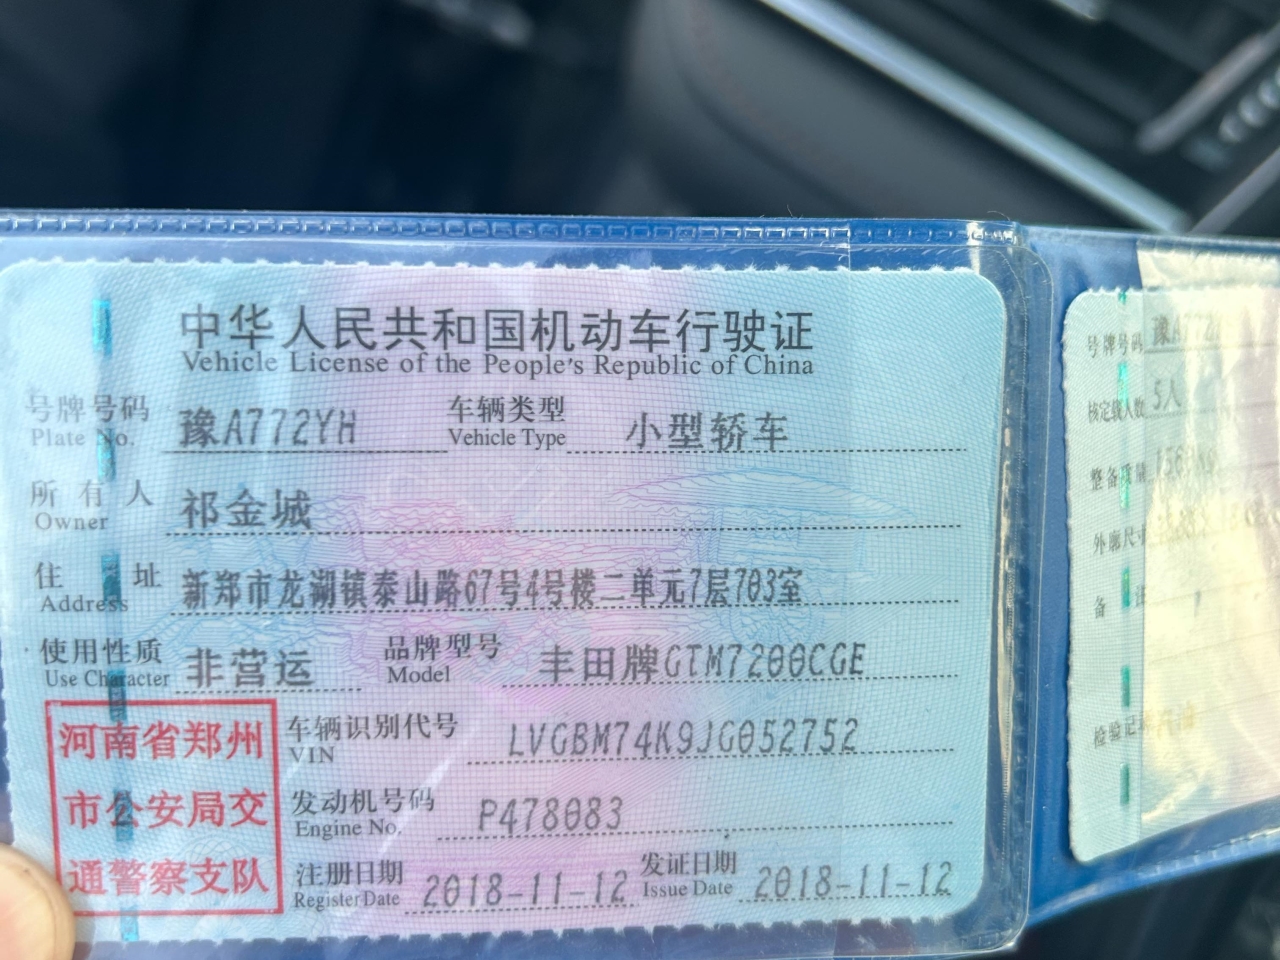 中华人民共和国机动车行驶证
Vehicle License of the People's Republic of China
号牌号码 豫A772YH 车辆类型 小型轿车
Plate No. Vehicle Type
所有人 祁金城
Owner
住址 新郑市龙湖镇泰山路67号4号楼二单元7层703室
Address
使用性质 非营运 品牌型号 丰田牌GTM7200CGE
Use Character Model
车辆识别代号 LVGBM74K9JG052752
VIN
发动机号码 P478083
Engine No.
注册日期 2018-11-12 发证日期 2018-11-12
Register Date Issue Date
河南省郑州
市公安局交
通警察支队
号牌号码 豫A772
核定载人数 5人
整备质量
外廓尺寸
备注
检验记录